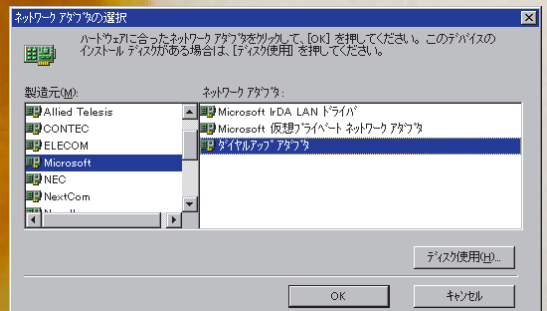 ネットワーク アダプタの選択
ハードウェアに合ったネットワーク アダプタをクリックして、[OK] を押してください。このデバイスの
インストール ディスクがある場合は、[ディスク使用] を押してください。
製造元(M):
ネットワーク アダプタ:
Allied Telesis
CONTEC
ELECOM
Microsoft
NEC
NextCom
Microsoft IrDA LAN ドライバ
Microsoft 仮想プライベート ネットワーク アダプタ
ダイヤルアップ アダプタ
ディスク使用(H)...
OK
キャンセル